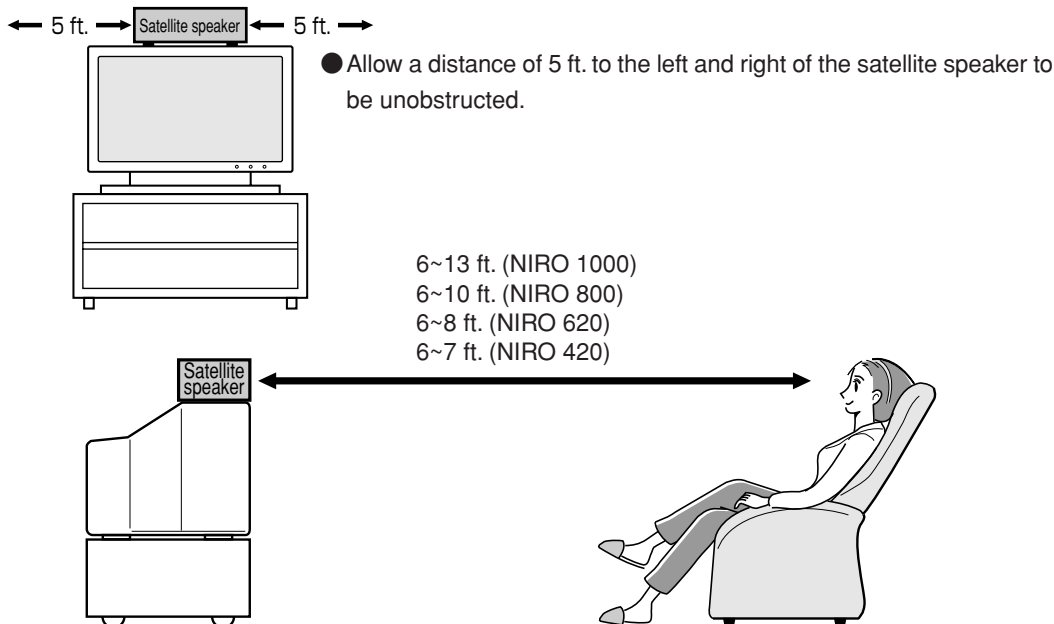 5 ft. Satellite speaker 5 ft.
●Allow a distance of 5 ft. to the left and right of the satellite speaker to
be unobstructed.
6~13 ft. (NIRO 1000)
6~10 ft. (NIRO 800)
6~8 ft. (NIRO 620)
6~7 ft. (NIRO 420)
Satellite
speaker